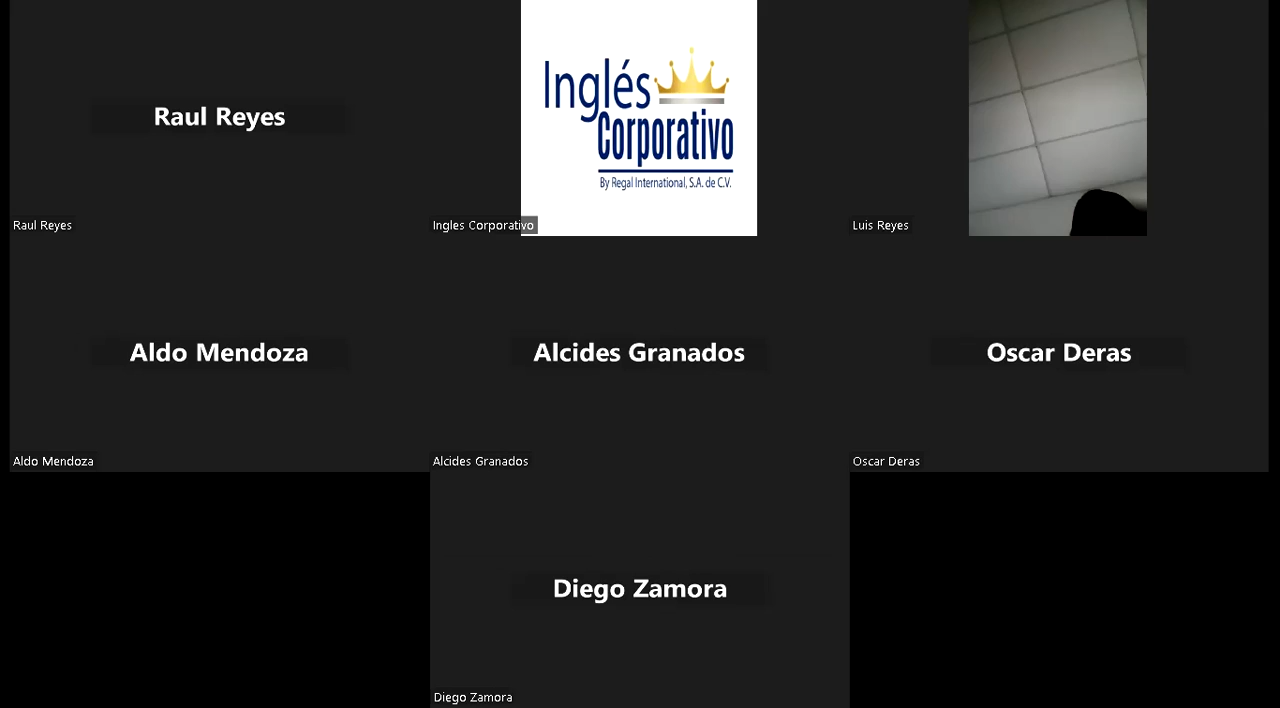 Raul Reyes
Raul Reyes
Inglés
Corporativo
By Regal International, S.A. de C.V.
Ingles Corporativo
Luis Reyes
Aldo Mendoza
Aldo Mendoza
Alcides Granados
Alcides Granados
Oscar Deras
Oscar Deras
Diego Zamora
Diego Zamora